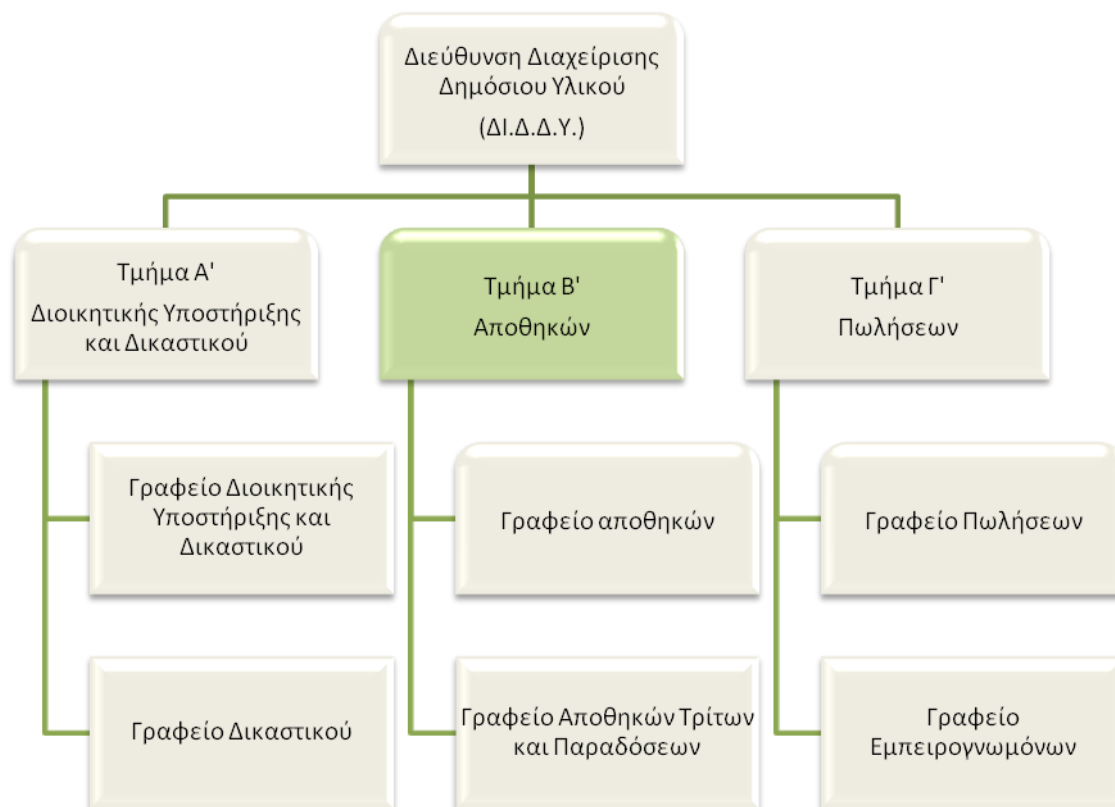 Διεύθυνση Διαχείρισης
Δημόσιου Υλικού
(ΔΙ.Δ.Δ.Υ.)
Τμήμα Α'
Διοικητικής Υποστήριξης
και Δικαστικού
Τμήμα Β'
Αποθηκών
Τμήμα Γ'
Πωλήσεων
Γραφείο Διοικητικής
Υποστήριξης και
Δικαστικού
Γραφείο αποθηκών
Γραφείο Πωλήσεων
Γραφείο Δικαστικού
Γραφείο Αποθηκών Τρίτων
και Παραδόσεων
Γραφείο
Εμπειρογνωμόνων